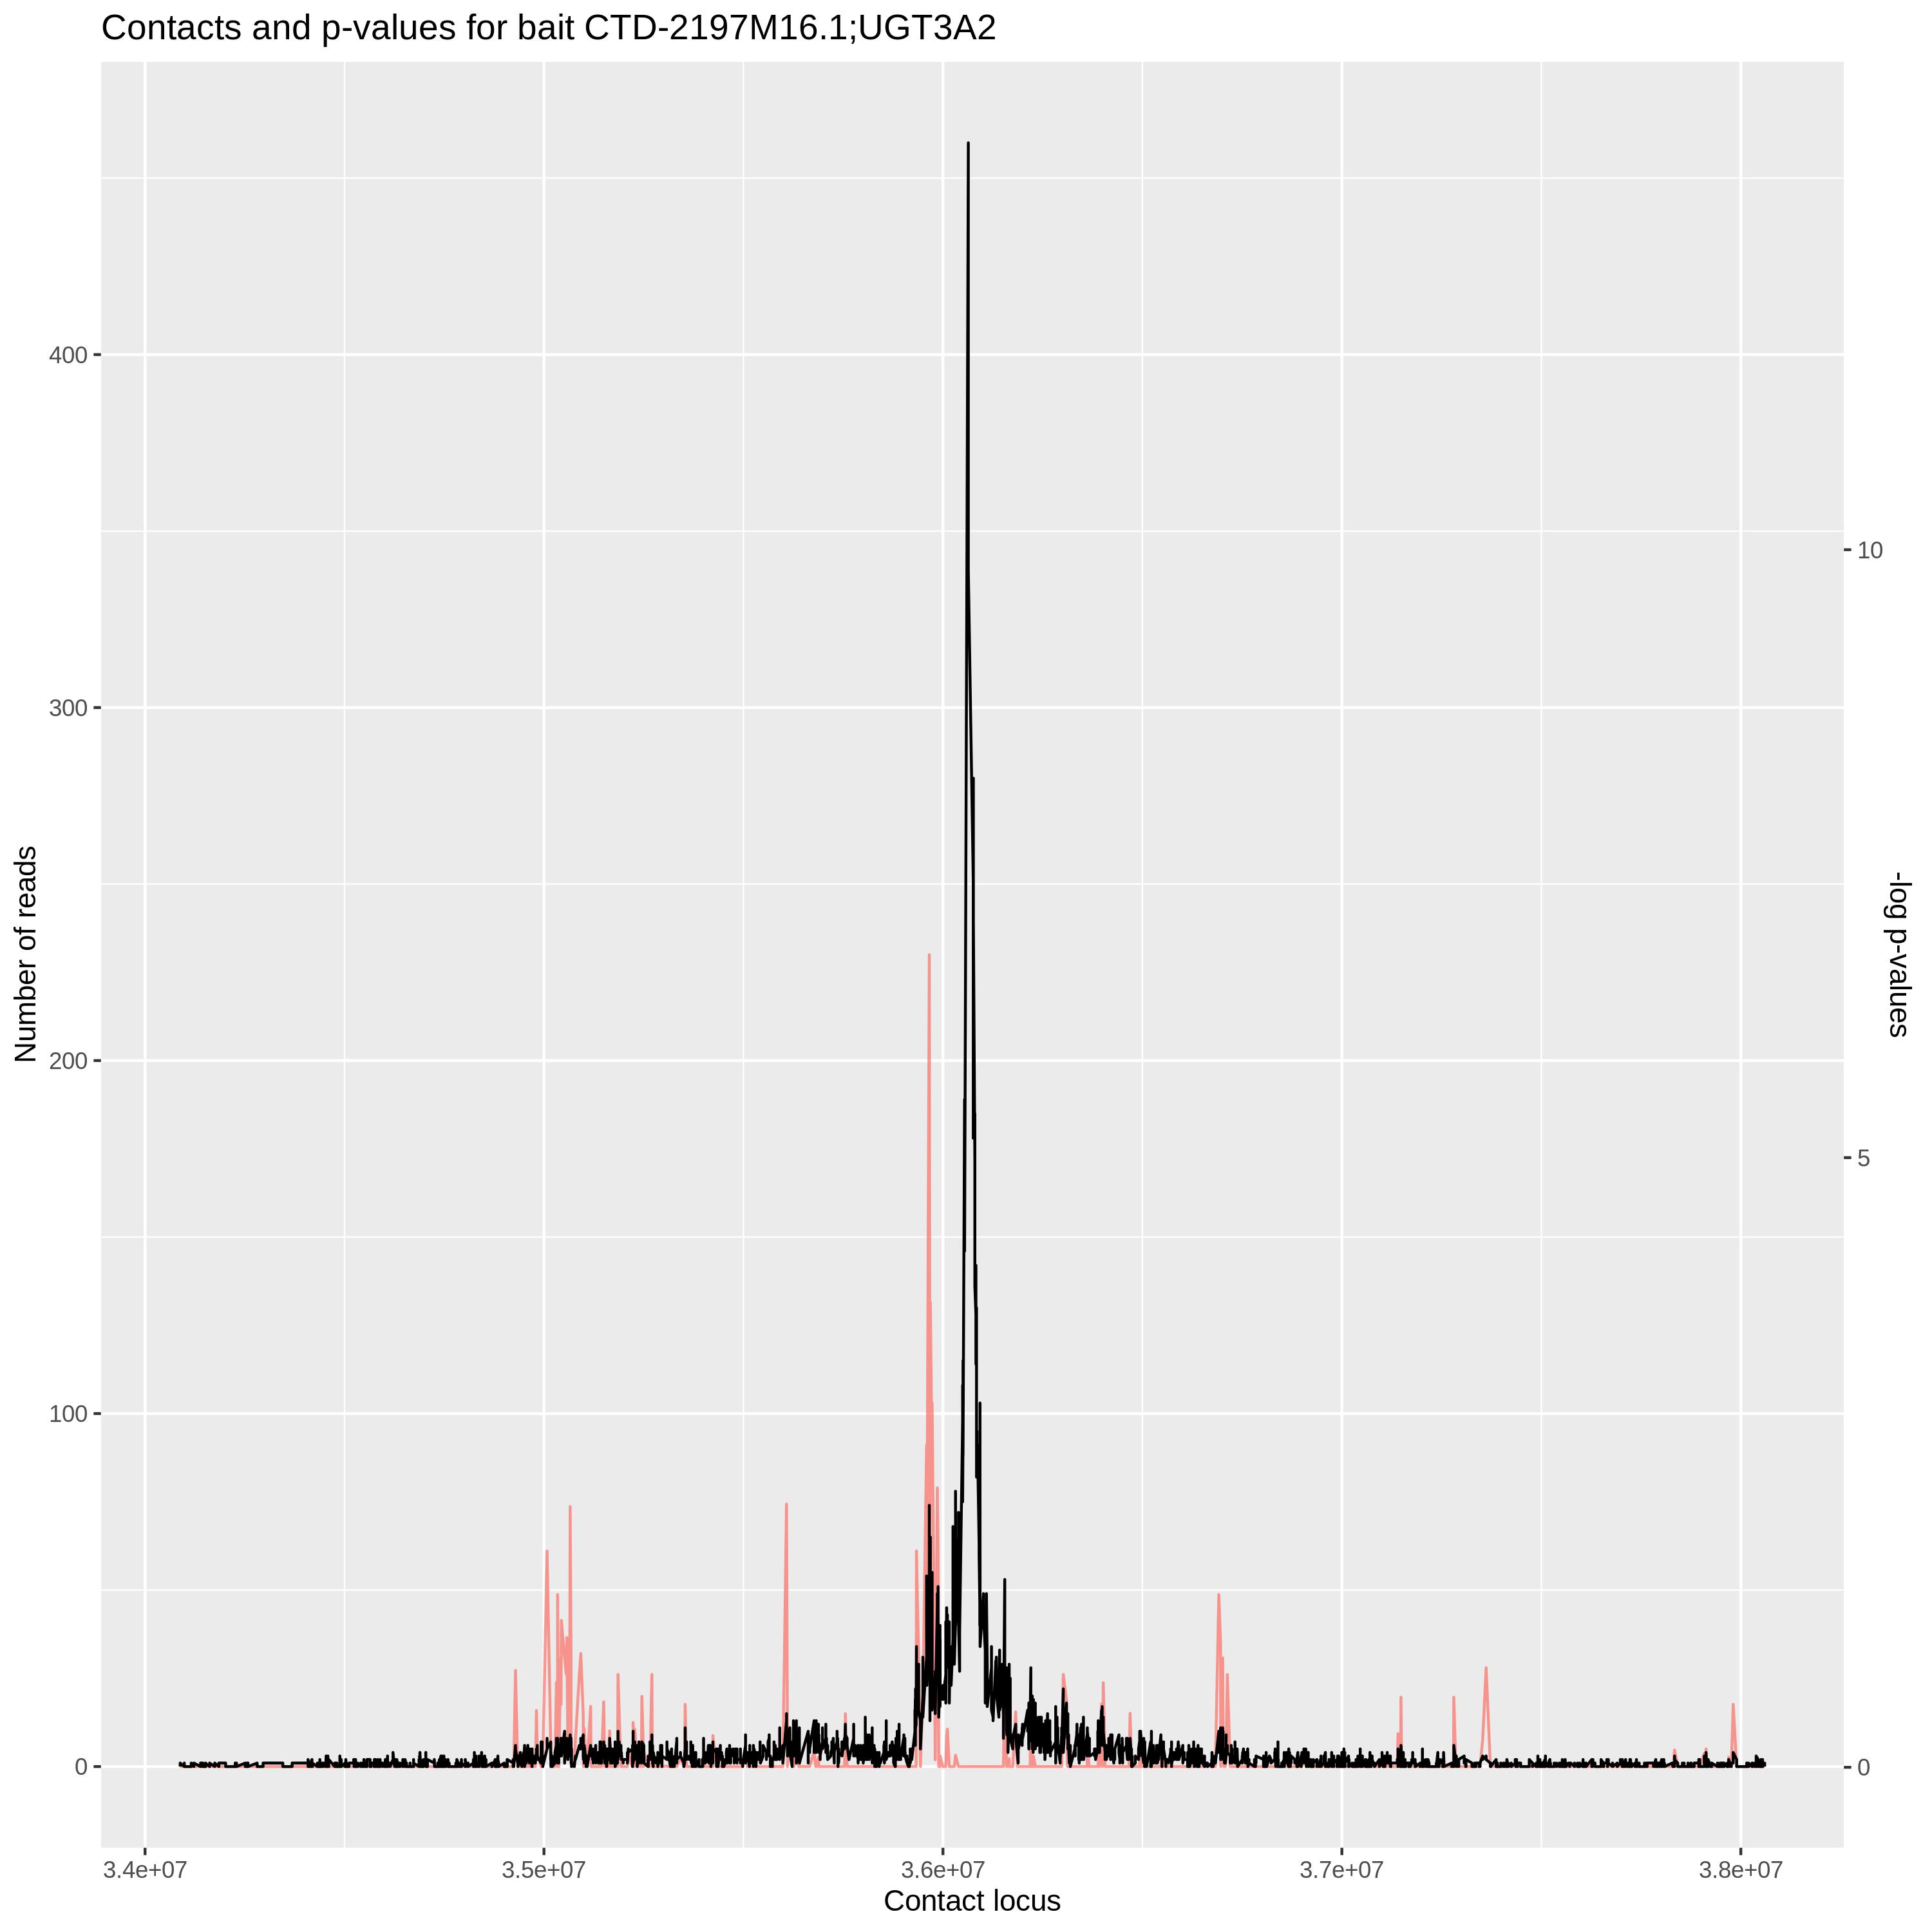 Contacts and p-values for bait CTD-2197M16.1;UGT3A2
Number of reads
400
300
200
100
0
10
5
0
-log p-values
3.4e+07
3.5e+07
3.6e+07
3.7e+07
3.8e+07
Contact locus